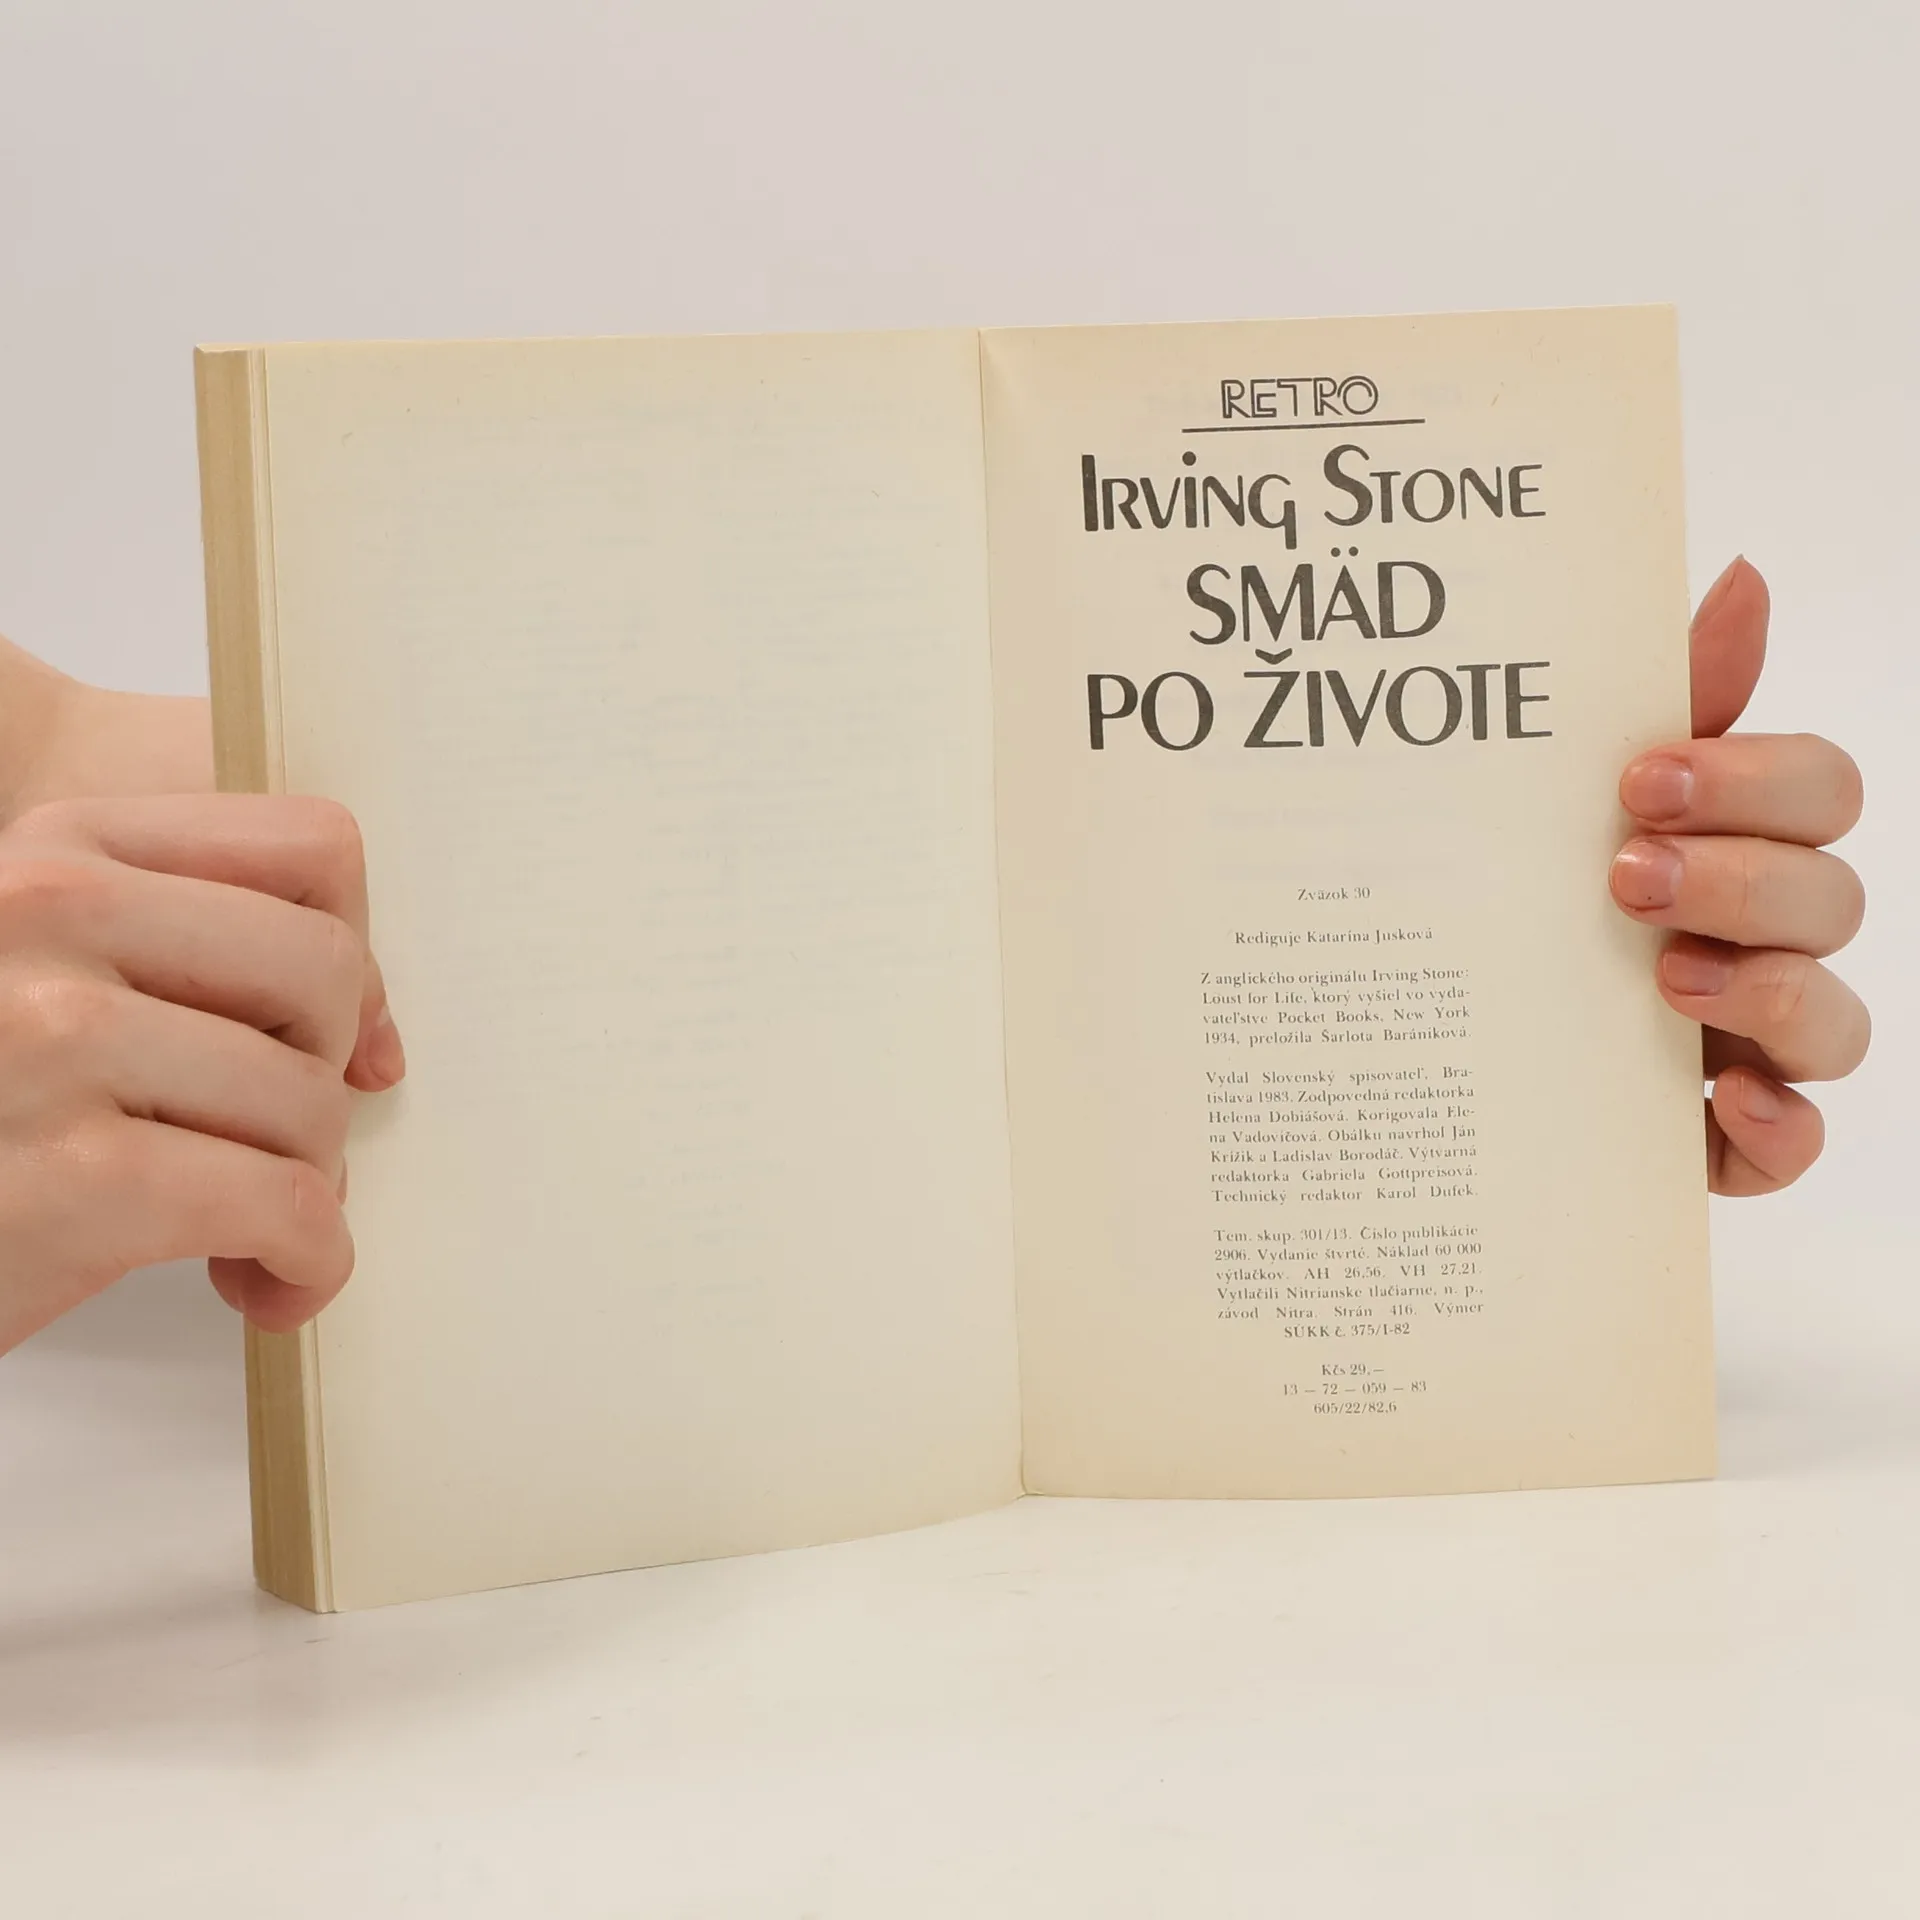 RETRO
IRVING STONE
SMÄD
PO ŽIVOTE
Zväzok 30
Rediguje Katarína Jusková
Z anglického originálu Irving Stone:
Loust for Life, ktorý vyšiel vo vyda-
vateľstve Pocket Books, New York
1934, preložila Šarlota Barániková.
Vydal Slovenský spisovateľ, Bra-
tislava 1983. Zodpovedná redaktorka
Helena Dobiášová. Korigovala Ele-
na Vadovičová. Obálku navrhol Ján
Krížik a Ladislav Borodáč. Výtvarná
redaktorka Gabriela Gottpreisová.
Technický redaktor Karol Dufek.
Tem. skup. 301/13. Číslo publikácie
2906. Vydanie štvrté. Náklad 60 000
výtlačkov. AH 26,56. VH 27,21.
Vytlačili Nitrianske tlačiarne, n. p.,
závod Nitra. Strán 416. Výmer
SÚKK č. 375/I-82
Kčs 29,—
13 — 72 — 059 — 83
605/22/82,6